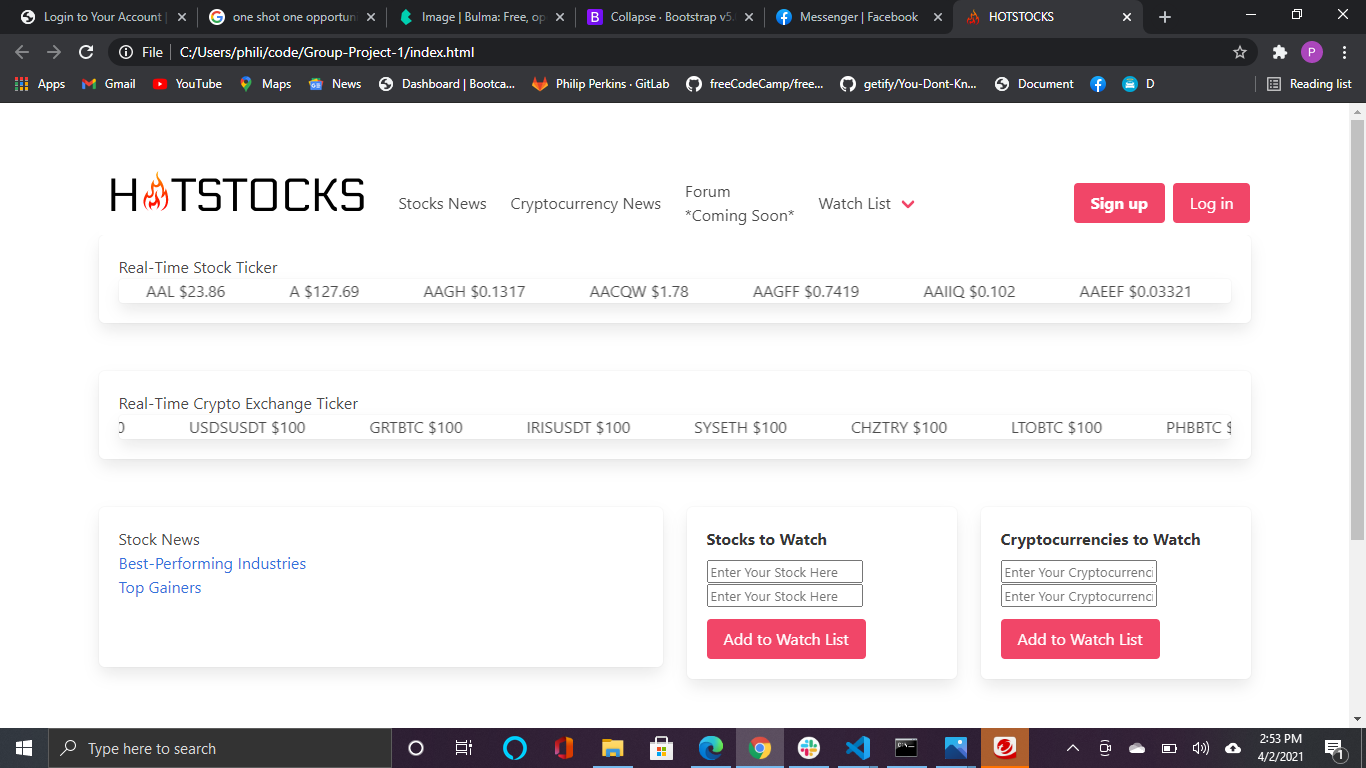 Login to Your Account |
one shot one opportun
Image | Bulma: Free, op
Collapse · Bootstrap v5.
Messenger | Facebook
HOTSTOCKS
File
C:/Users/phili/code/Group-Project-1/index.html
P
Apps
Gmail
YouTube
Maps
News
Dashboard | Bootca...
Philip Perkins · GitLab
freeCodeCamp/free...
getify/You-Dont-Kn...
Document
D
Reading list
HOTSTOCKS
Stocks News
Cryptocurrency News
Forum
*Coming Soon*
Watch List
Sign up
Log in
Real-Time Stock Ticker
AAL $23.86 A $127.69 AAGH $0.1317 AACQW $1.78 AAGFF $0.7419 AAIIQ $0.102 AAEEF $0.03321
Real-Time Crypto Exchange Ticker
0 USDSUSDT $100 GRTBTC $100 IRISUSDT $100 SYSETH $100 CHZTRY $100 LTOBTC $100 PHBBTC $
Stock News
Best-Performing Industries
Top Gainers
Stocks to Watch
Enter Your Stock Here
Enter Your Stock Here
Add to Watch List
Cryptocurrencies to Watch
Enter Your Cryptocurrenc
Enter Your Cryptocurrenc
Add to Watch List
Type here to search
2:53 PM
4/2/2021
1